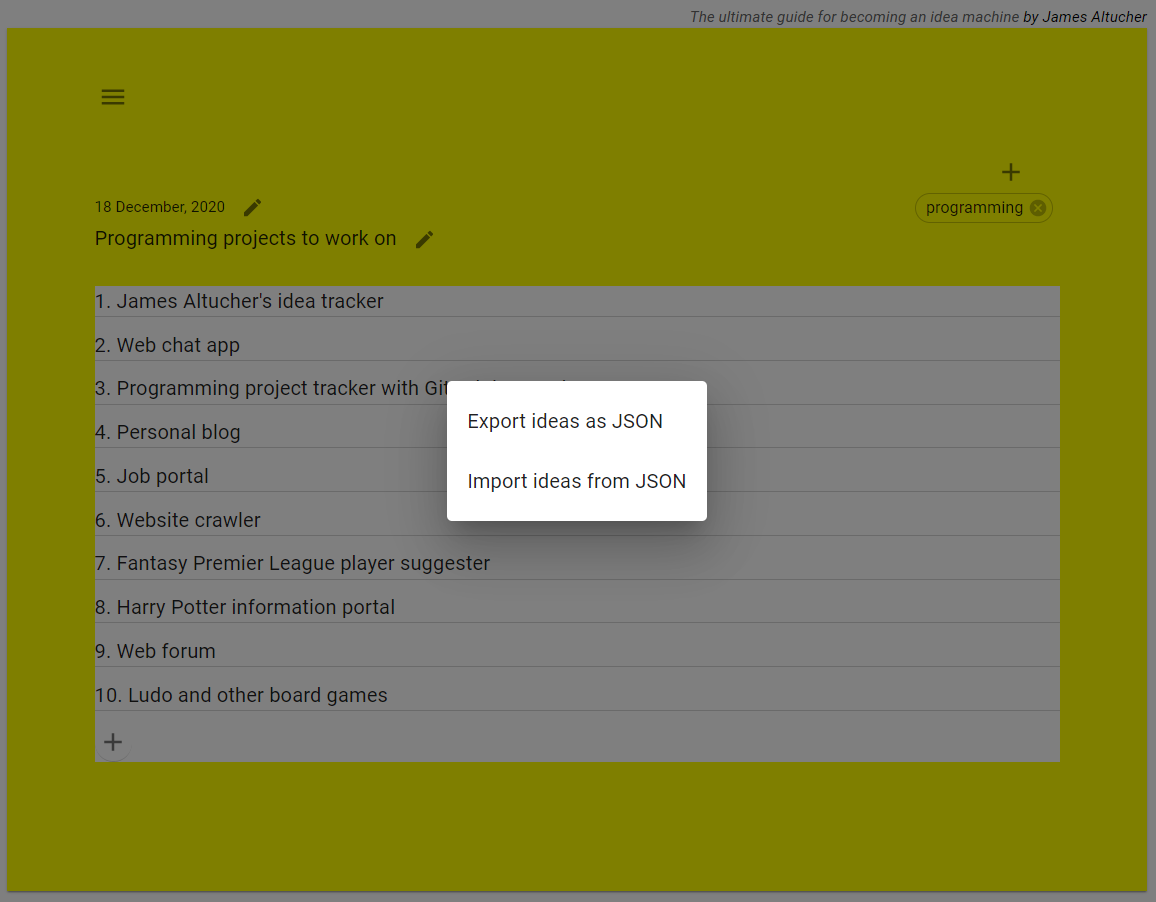 The ultimate guide for becoming an idea machine by James Altucher
18 December, 2020
programming
Programming projects to work on
1. James Altucher's idea tracker
2. Web chat app
3. Programming project tracker with
4. Personal blog
5. Job portal
6. Website crawler
7. Fantasy Premier League player suggester
8. Harry Potter information portal
9. Web forum
10. Ludo and other board games
Export ideas as JSON
Import ideas from JSON